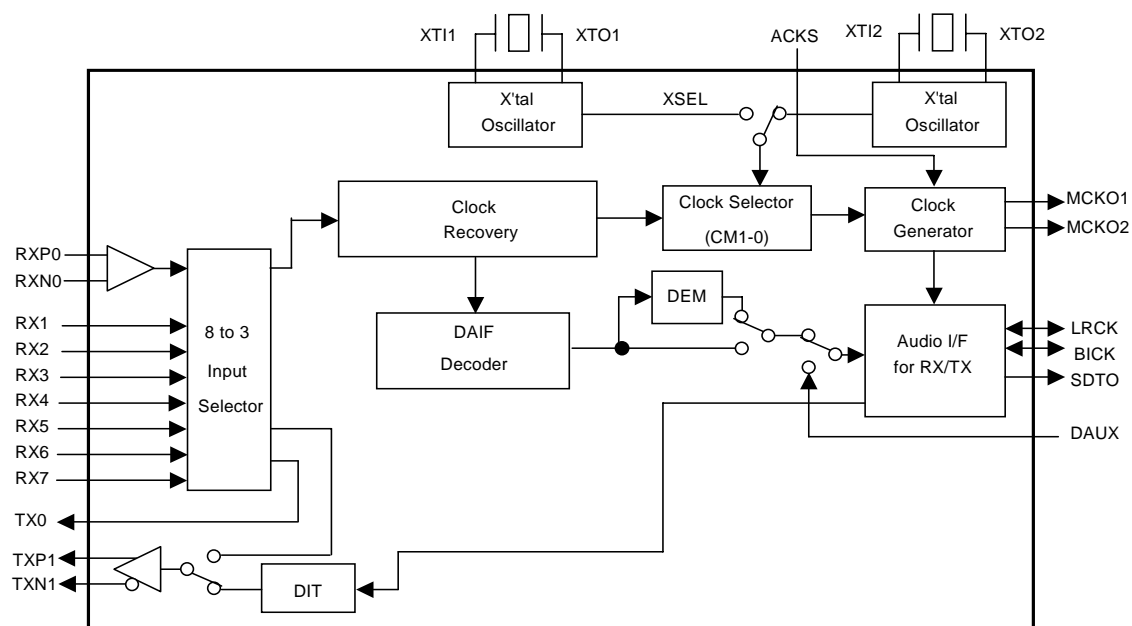 XTI1
XTO1
ACKS
XTI2
XTO2
X'tal
Oscillator
XSEL
X'tal
Oscillator
Clock
Recovery
Clock Selector
(CM1-0)
Clock
Generator
MCKO1
MCKO2
RXP0
RXN0
RX1
RX2
RX3
RX4
RX5
RX6
RX7
8 to 3
Input
Selector
DAIF
Decoder
DEM
Audio I/F
for RX/TX
LRCK
BICK
SDTO
DAUX
TX0
TXP1
TXN1
DIT